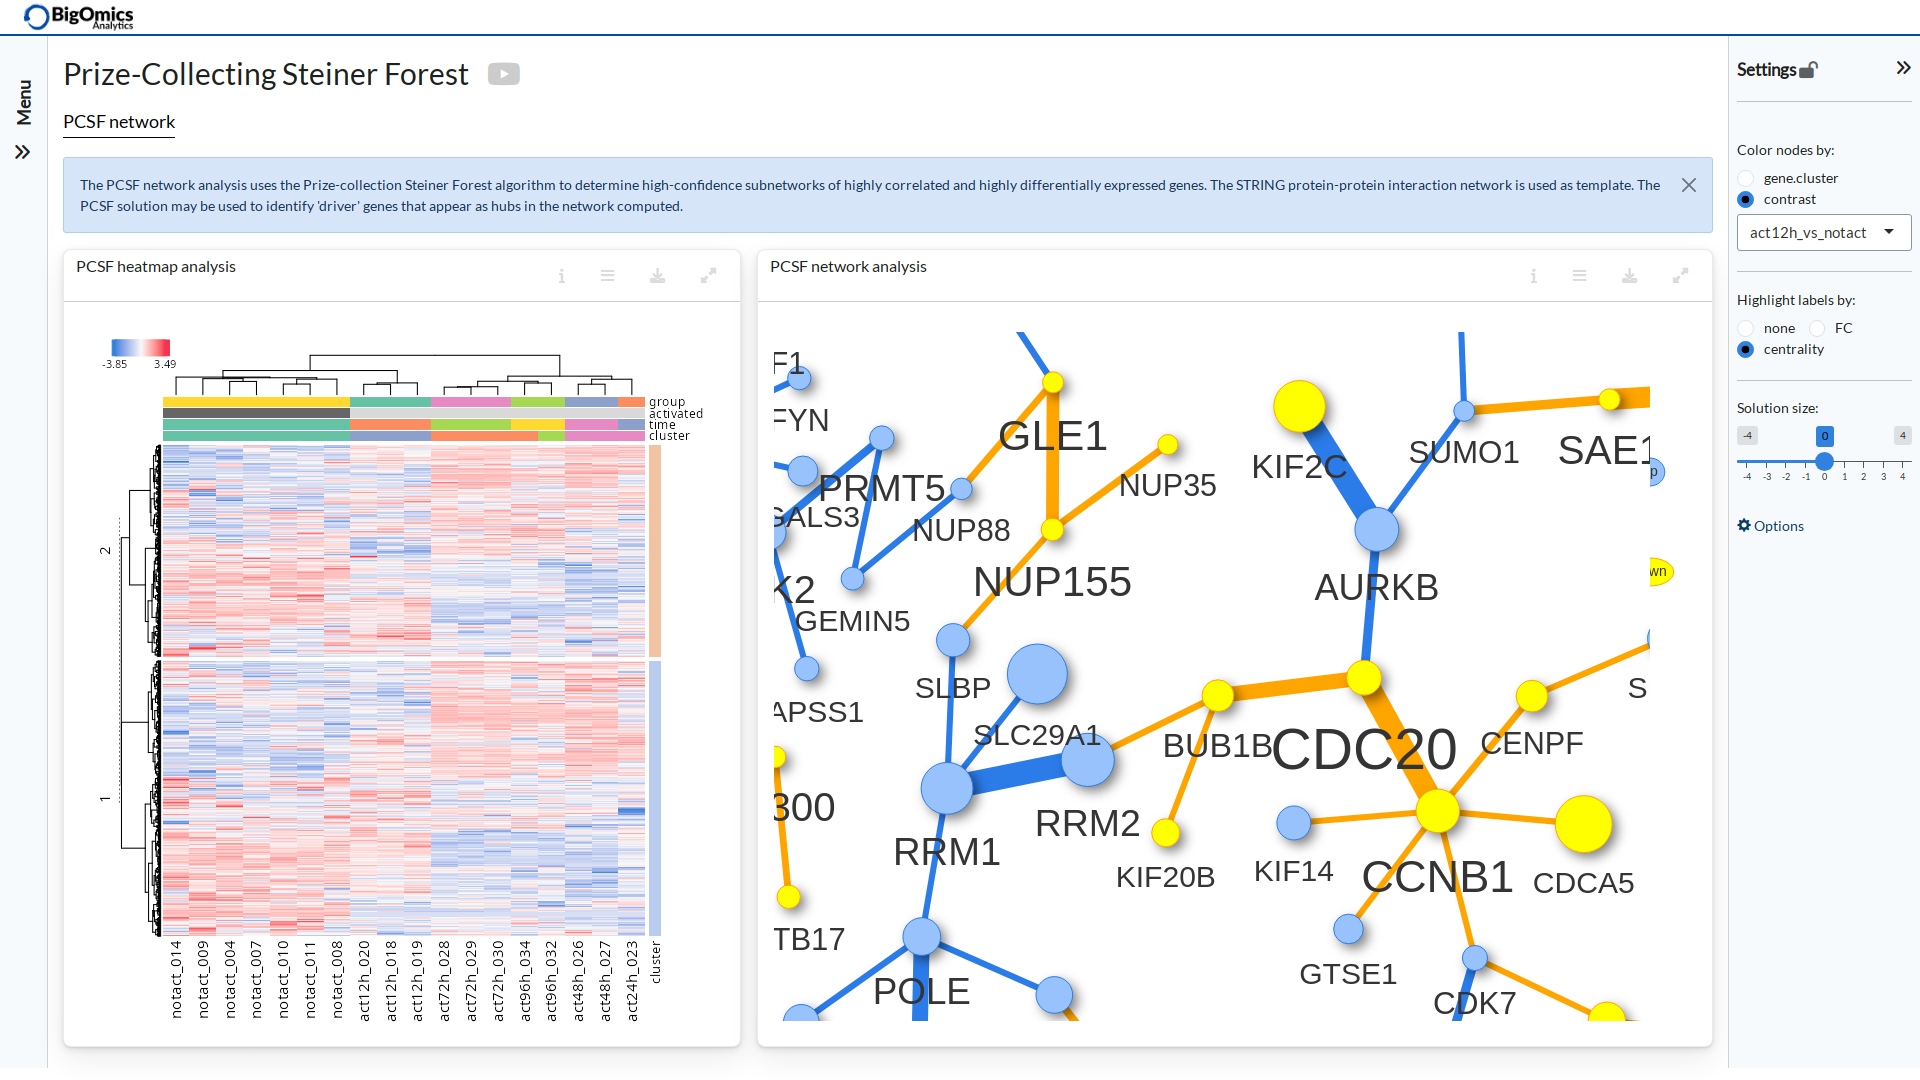 BigOmics
Analytics
Menu
Prize-Collecting Steiner Forest
PCSF network
The PCSF network analysis uses the Prize-collection Steiner Forest algorithm to determine high-confidence subnetworks of highly correlated and highly differentially expressed genes. The STRING protein-protein interaction network is used as template. The
PCSF solution may be used to identify 'driver' genes that appear as hubs in the network computed.
PCSF heatmap analysis
-3.85 3.49
group
activated
time
cluster
2
1
notact_014
notact_009
notact_004
notact_007
notact_010
notact_011
notact_008
act12h_020
act12h_018
act12h_019
act72h_028
act72h_029
act72h_030
act96h_034
act96h_032
act48h_026
act48h_027
act24h_023
cluster
PCSF network analysis
F1
FYN
GLE1
SUMO1
SAE1
KIF2C
PRMT5
NUP35
GALS3
NUP88
p
wn
NUP155
K2
AURKB
GEMIN5
SLBP
S
APSS1
SLC29A1
BUB1B
CDC20
CENPF
300
RRM2
RRM1
KIF20B
KIF14
CCNB1
CDCA5
TB17
GTSE1
POLE
CDK7
Settings
Color nodes by:
gene.cluster
contrast
act12h_vs_notact
Highlight labels by:
none FC
centrality
Solution size:
-4 0 4
-4 -3 -2 -1 0 1 2 3 4
Options